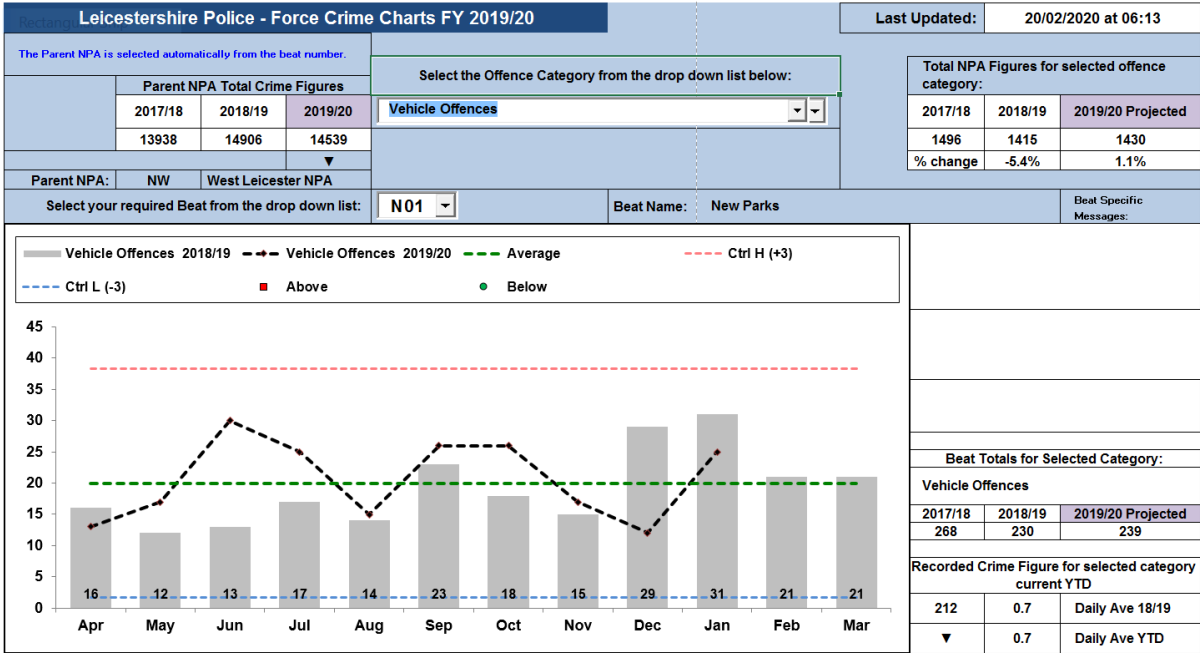 Leicestershire Police - Force Crime Charts FY 2019/20
Last Updated: 20/02/2020 at 06:13
The Parent NPA is selected automatically from the beat number.
Parent NPA Total Crime Figures
2017/18 2018/19 2019/20
13938 14906 14539
▼
Parent NPA: NW West Leicester NPA
Select the Offence Category from the drop down list below:
Vehicle Offences
Total NPA Figures for selected offence
category:
2017/18 2018/19 2019/20 Projected
1496 1415 1430
% change -5.4% 1.1%
Select your required Beat from the drop down list: N01
Beat Name: New Parks
Beat Specific
Messages:
Vehicle Offences 2018/19 Vehicle Offences 2019/20 Average Ctrl H (+3)
Ctrl L (-3) Above Below
45
40
35
30
25
20
15
10
5
0
16 12 13 17 14 23 18 15 29 31 21 21
Apr May Jun Jul Aug Sep Oct Nov Dec Jan Feb Mar
Beat Totals for Selected Category:
Vehicle Offences
2017/18 2018/19 2019/20 Projected
268 230 239
Recorded Crime Figure for selected category
current YTD
212 0.7 Daily Ave 18/19
▼ 0.7 Daily Ave YTD